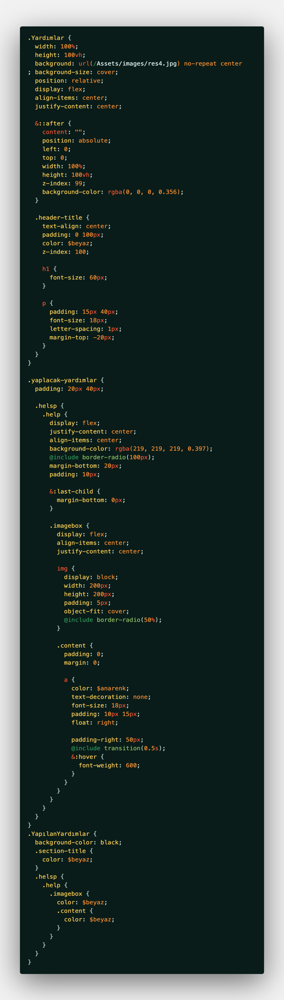 .Yardımlar {
  width: 100%;
  height: 100vh;
  background: url(/Assets/images/res4.jpg) no-repeat center
; background-size: cover;
  position: relative;
  display: flex;
  align-items: center;
  justify-content: center;

  &::after {
    content: "";
    position: absolute;
    left: 0;
    top: 0;
    width: 100%;
    height: 100vh;
    z-index: 99;
    background-color: rgba(0, 0, 0, 0.356);
  }

  .header-title {
    text-align: center;
    padding: 0 100px;
    color: $beyaz;
    z-index: 100;

    h1 {
      font-size: 60px;
    }

    p {
      padding: 15px 40px;
      font-size: 18px;
      letter-spacing: 1px;
      margin-top: -20px;
    }
  }
}

.yaplacak-yardımlar {
  padding: 20px 40px;

  .helsp {
    .help {
      display: flex;
      justify-content: center;
      align-items: center;
      background-color: rgba(219, 219, 219, 0.397);
      @include border-radio(100px);
      margin-bottom: 20px;
      padding: 10px;

      &:last-child {
        margin-bottom: 0px;
      }

      .imagebox {
        display: flex;
        align-items: center;
        justify-content: center;

        img {
          display: block;
          width: 200px;
          height: 200px;
          padding: 5px;
          object-fit: cover;
          @include border-radio(50%);
        }

        .content {
          padding: 0;
          margin: 0;

          a {
            color: $anarenk;
            text-decoration: none;
            font-size: 18px;
            padding: 10px 15px;
            float: right;

            padding-right: 50px;
            @include transition(0.5s);
            &:hover {
              font-weight: 600;
            }
          }
        }
      }
    }
  }
}
.YapılanYardımlar {
  background-color: black;
  .section-title {
    color: $beyaz;
  }
  .helsp {
    .help {
      .imagebox {
        color: $beyaz;
        .content {
          color: $beyaz;
        }
      }
    }
  }
}